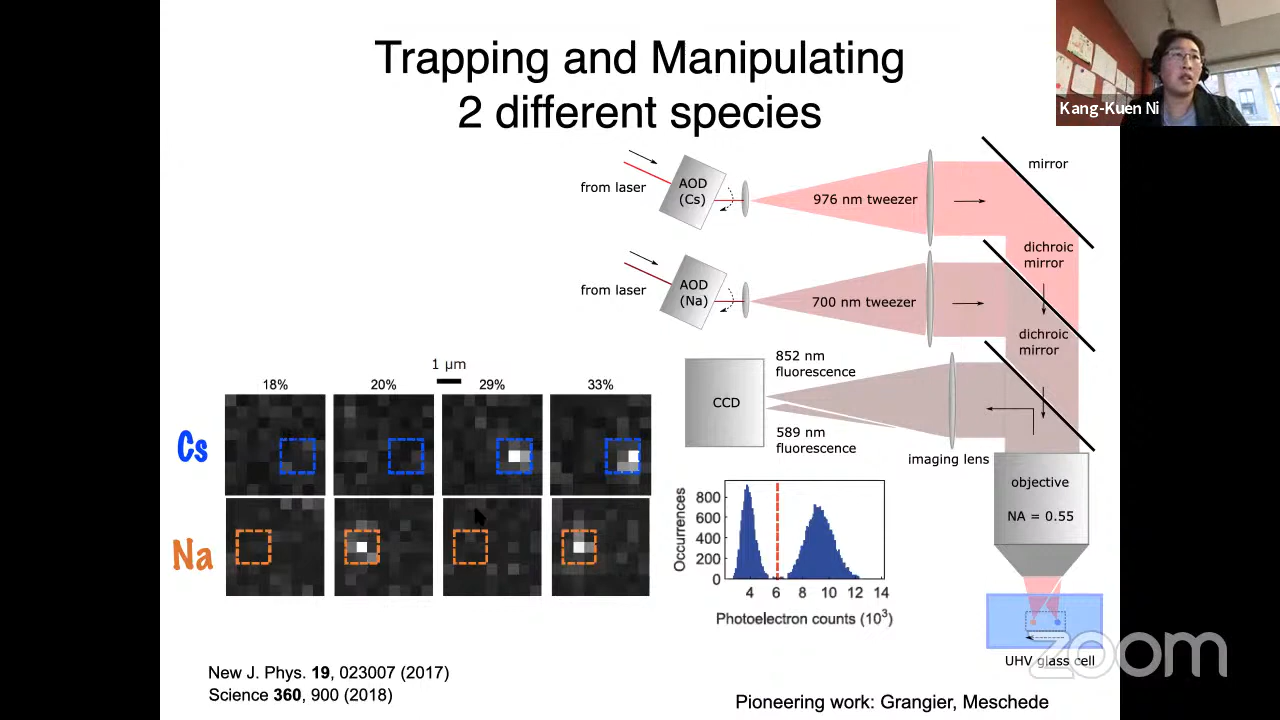 Trapping and Manipulating
2 different species
Kang-Kuen Ni
from laser
AOD
(Cs)
976 nm tweezer
mirror
dichroic
mirror
from laser
AOD
(Na)
700 nm tweezer
dichroic
mirror
852 nm
fluorescence
CCD
589 nm
fluorescence
imaging lens
objective
NA = 0.55
UHV glass cell
1 μm
18%
20%
29%
33%
Cs
Na
Occurrences
800
600
400
200
0
4
6
8
10
12
14
Photoelectron counts (10³)
New J. Phys. 19, 023007 (2017)
Science 360, 900 (2018)
Pioneering work: Grangier, Meschede
zoom